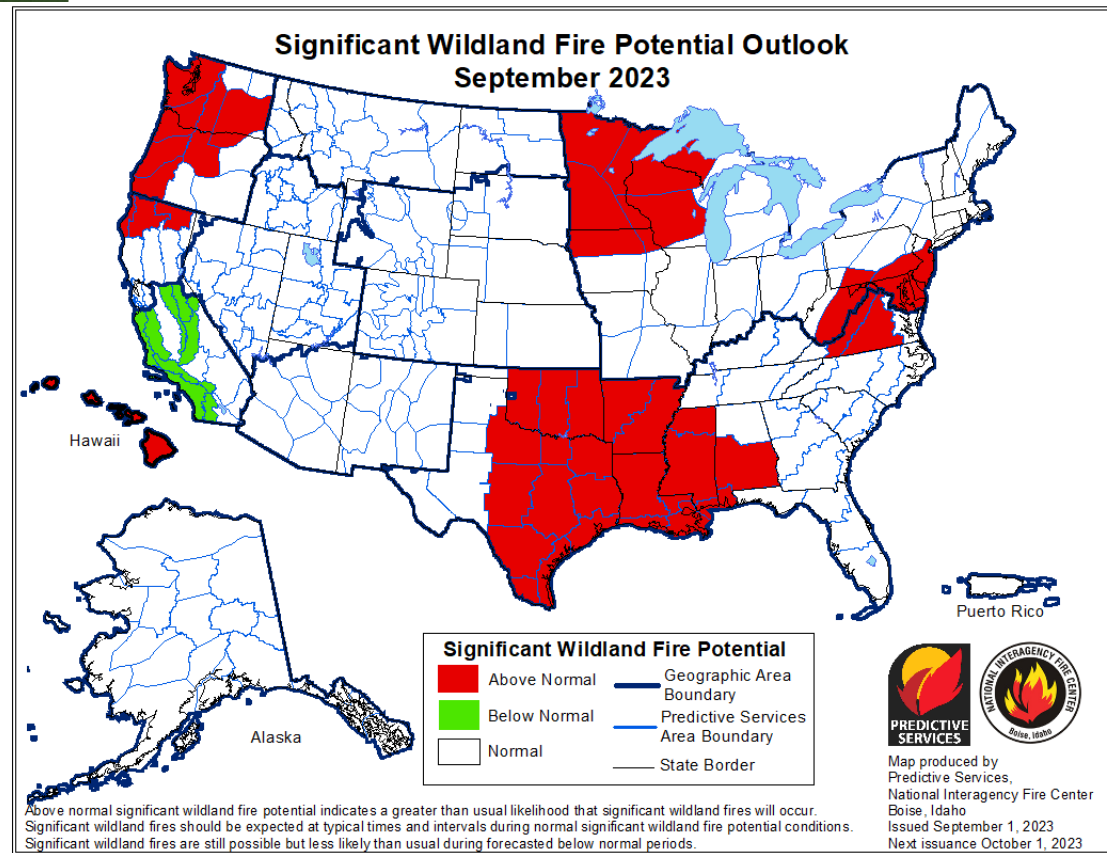 Significant Wildland Fire Potential Outlook
September 2023
Hawaii
Alaska
Puerto Rico
Significant Wildland Fire Potential
Above Normal
Below Normal
Normal
Geographic Area
Boundary
Predictive Services
Area Boundary
State Border
PREDICTIVE
SERVICES
NATIONAL INTERAGENCY FIRE CENTER
Boise, Idaho
Map produced by
Predictive Services,
National Interagency Fire Center
Boise, Idaho
Issued September 1, 2023
Next issuance October 1, 2023
Above normal significant wildland fire potential indicates a greater than usual likelihood that significant wildland fires will occur.
Significant wildland fires should be expected at typical times and intervals during normal significant wildland fire potential conditions.
Significant wildland fires are still possible but less likely than usual during forecasted below normal periods.